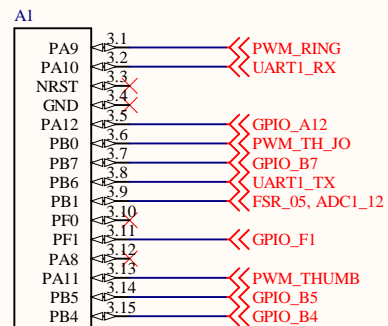 A1
PA9 3.1 PWM_RING
PA10 3.2 UART1_RX
NRST 3.3
GND 3.4
PA12 3.5 GPIO_A12
PB0 3.6 PWM_TH_JO
PB7 3.7 GPIO_B7
PB6 3.8 UART1_TX
PB1 3.9 FSR_05, ADC1_12
PF0 3.10
PF1 3.11 GPIO_F1
PA8 3.12
PA11 3.13 PWM_THUMB
PB5 3.14 GPIO_B5
PB4 3.15 GPIO_B4